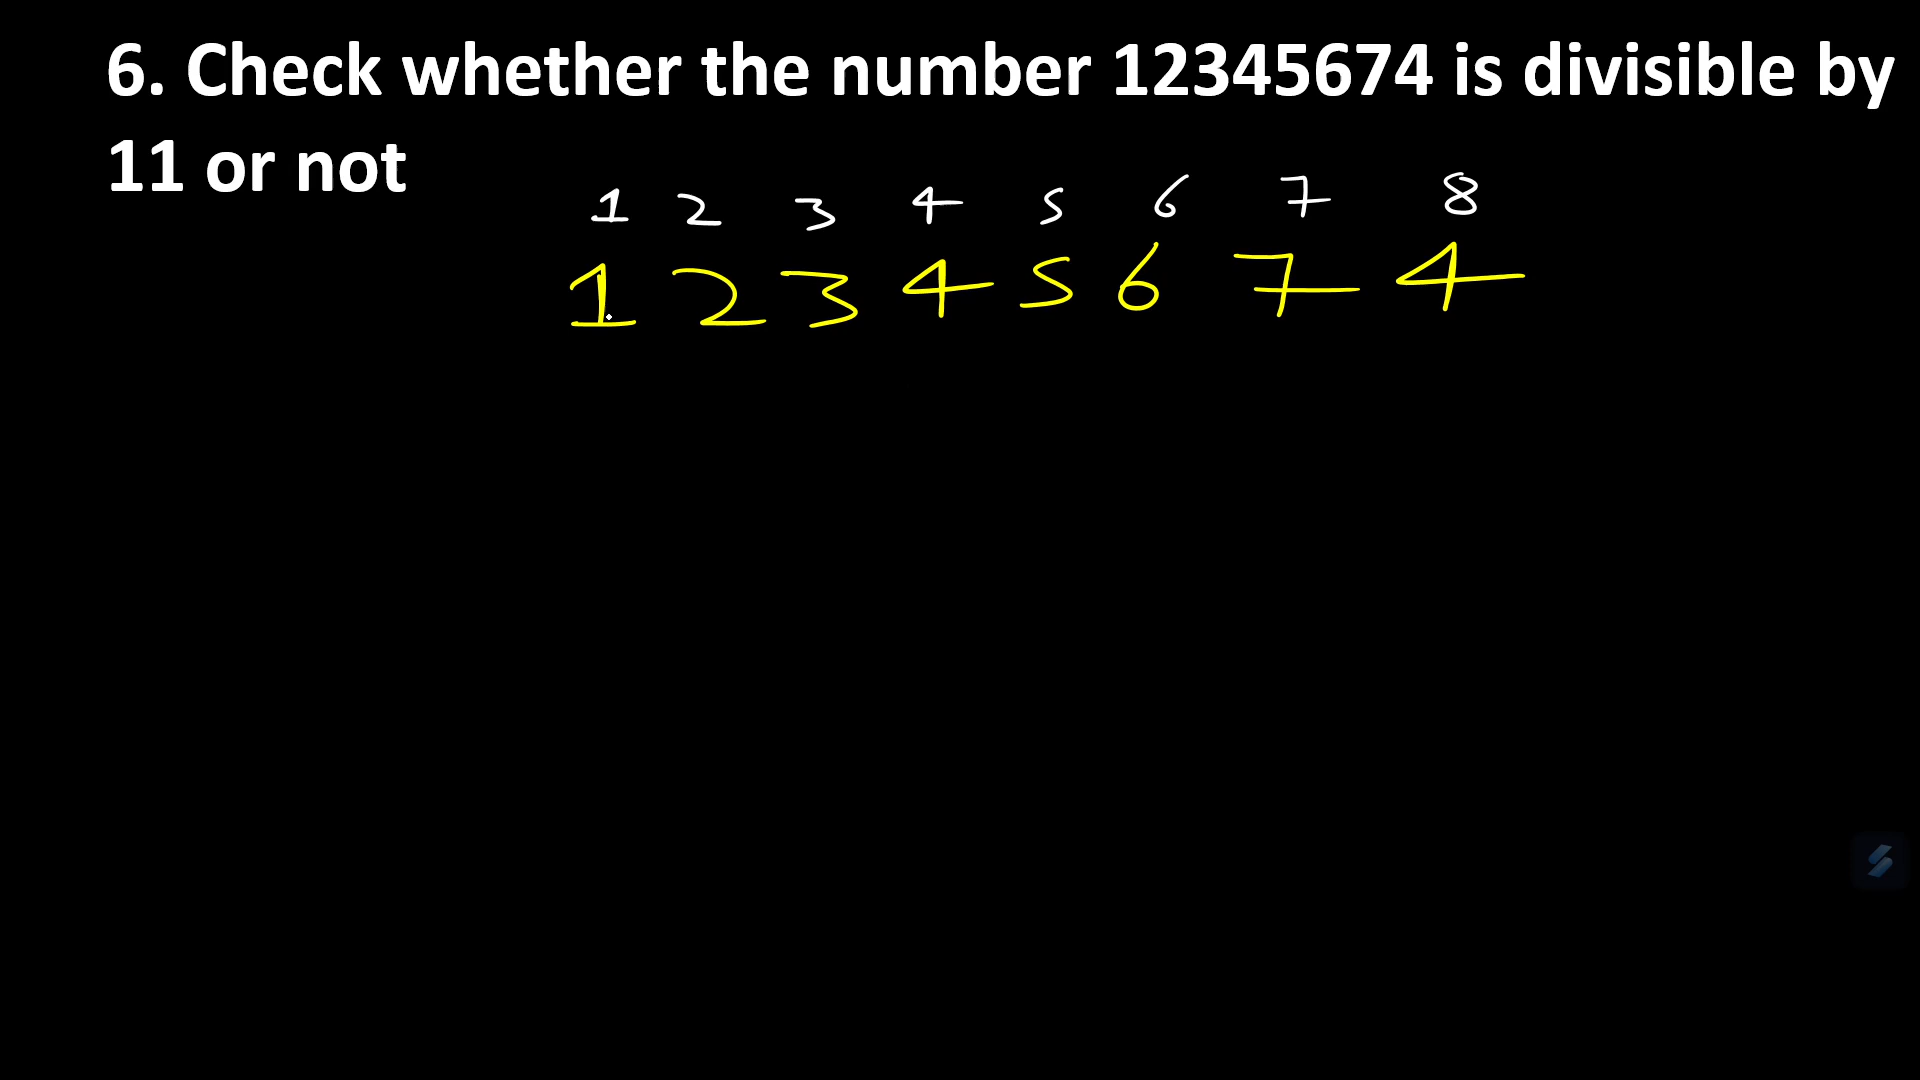 6. Check whether the number 12345674 is divisible by
11 or not
1 2 3 4 5 6 7 8
1 2 3 4 5 6 7 4